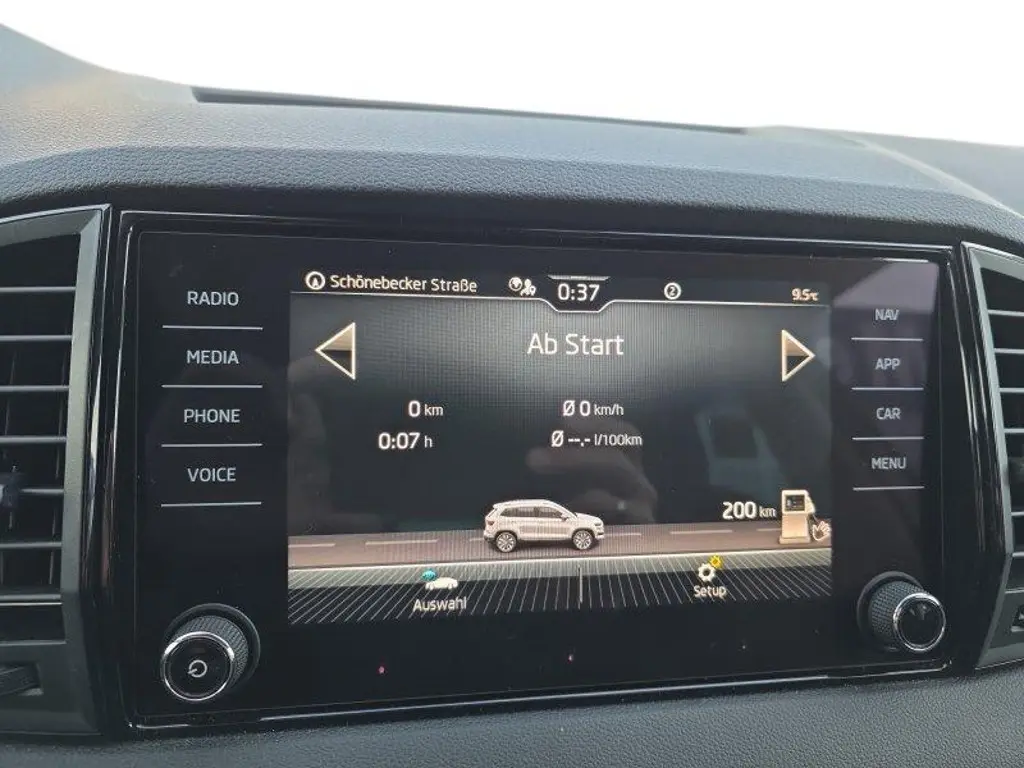 RADIO
MEDIA
PHONE
VOICE
Schönebecker Straße
0:37
2
9.5°C
Ab Start
0 km
Ø 0 km/h
0:07 h
Ø --,- l/100km
200 km
Auswahl
Setup
NAV
APP
CAR
MENU